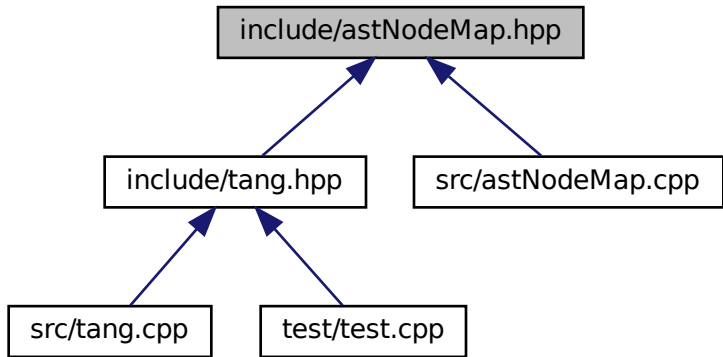 include/astNodeMap.hpp
include/tang.hpp
src/astNodeMap.cpp
src/tang.cpp
test/test.cpp